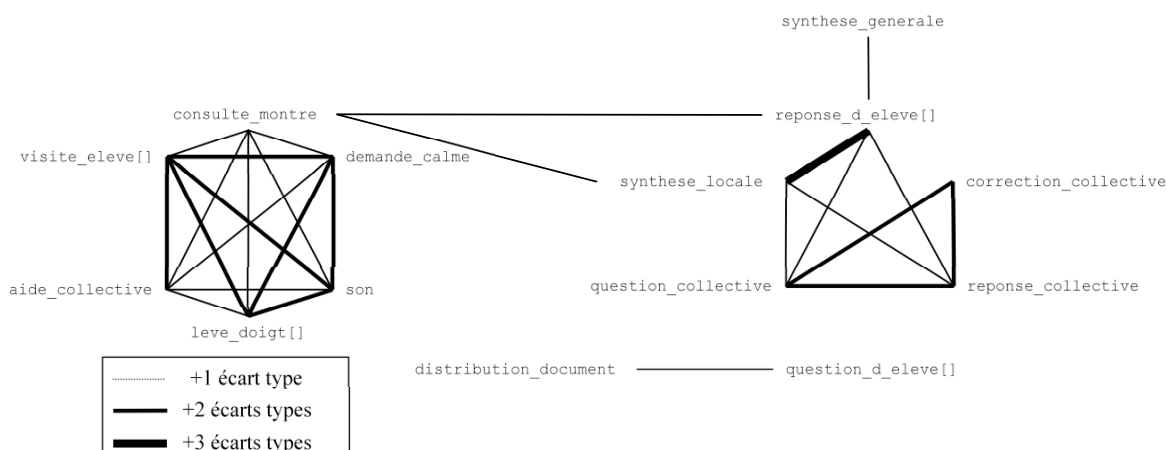 synthese_generale
consulte_montre
reponse_d_eleve[]
visite_eleve[]
demande_calme
synthese_locale
correction_collective
aide_collective
son
question_collective
reponse_collective
leve_doigt[]
distribution_document
question_d_eleve[]
+1 écart type
+2 écarts types
+3 écarts types